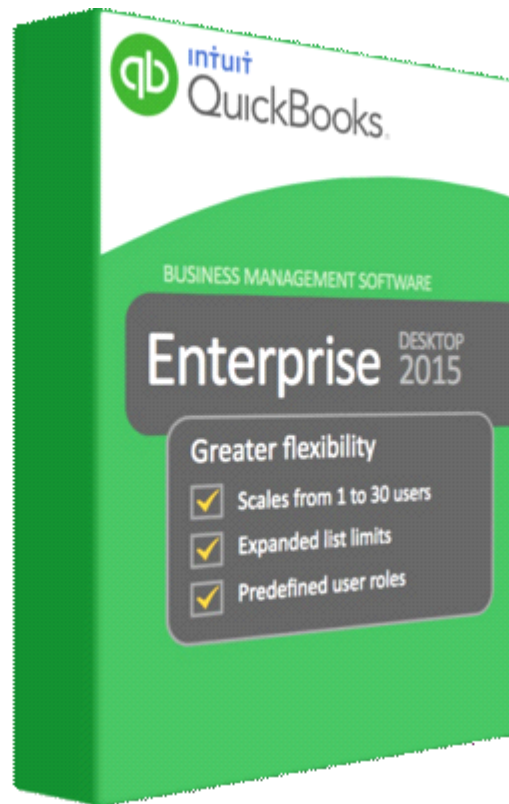 qb
intuit
QuickBooks.
BUSINESS MANAGEMENT SOFTWARE
Enterprise DESKTOP 2015
Greater flexibility
Scales from 1 to 30 users
Expanded list limits
Predefined user roles